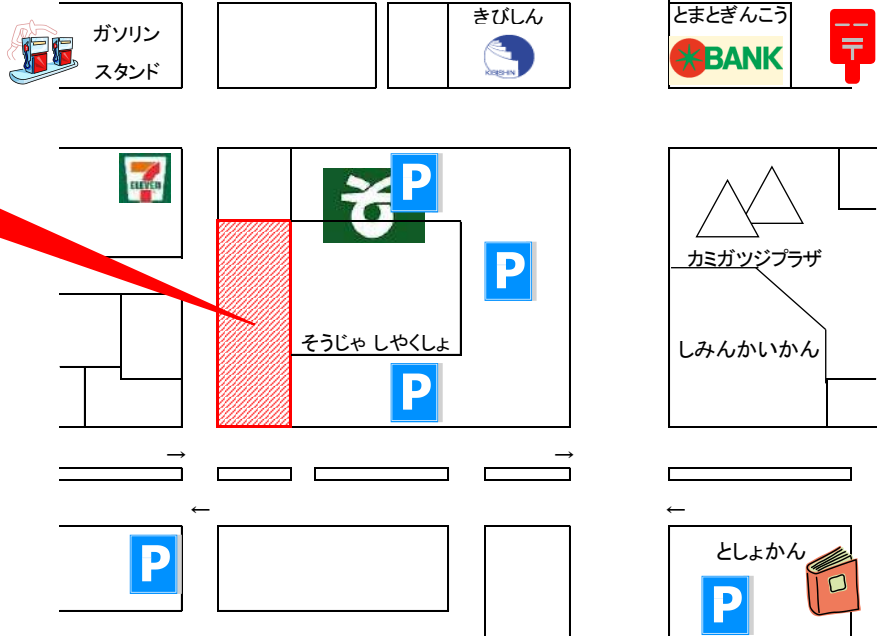 きびしん
とまとぎんこう
ガソリン
スタンド
KIBISHIN
BANK
〒
7
ELEVEN
そ
P
P
カミガツジプラザ
そうじゃ しやくしょ
しみんかいかん
P
→
→
←
←
としょかん
P
P